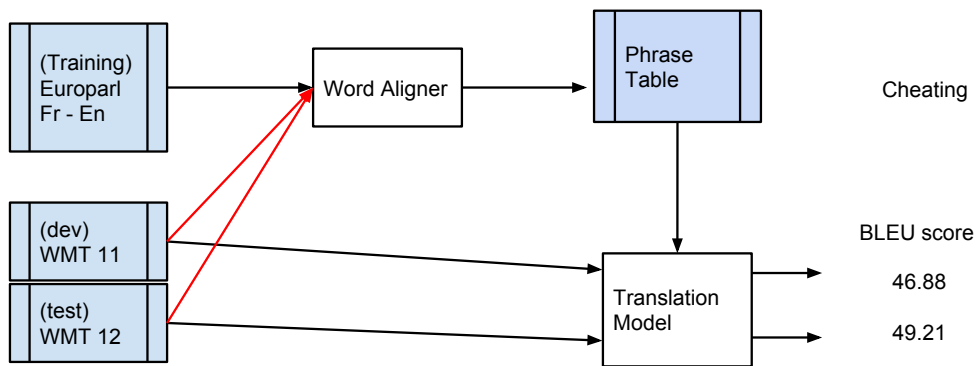 (Training)
Europarl
Fr - En
Word Aligner
Phrase
Table
Cheating
(dev)
WMT 11
(test)
WMT 12
Translation
Model
BLEU score
46.88
49.21